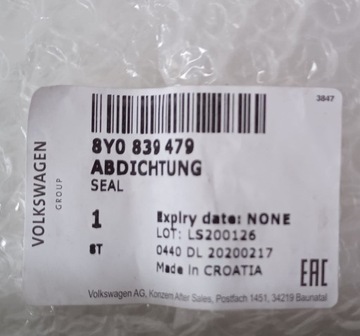 3847
8Y0 839 479
ABDICHTUNG
SEAL
VOLKSWAGEN
GROUP
1
ST
Expiry date: NONE
LOT: LS200126
0440 DL 20200217
Made in CROATIA
EAC
Volkswagen AG, Konzern After Sales, Postfach 1451, 34219 Baunatal